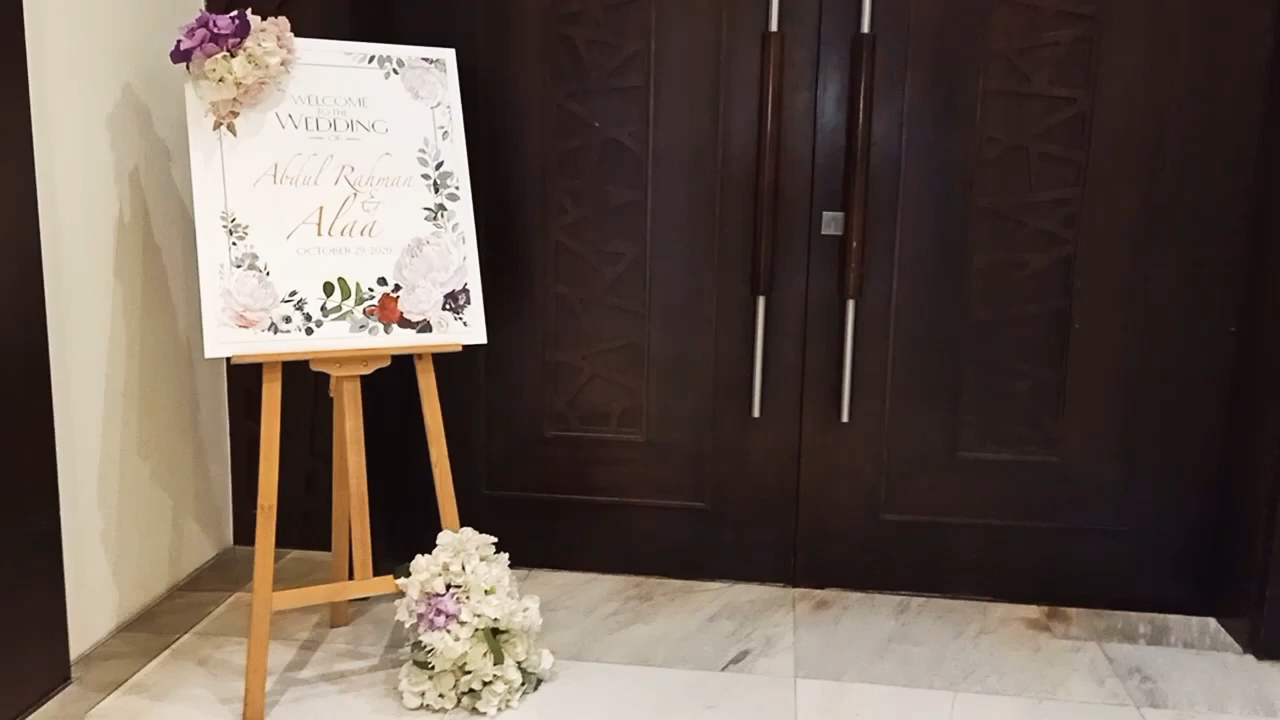 WELCOME
TO THE
WEDDING
OF
Abdul Rahman
&
Alaa
OCTOBER 29, 2020